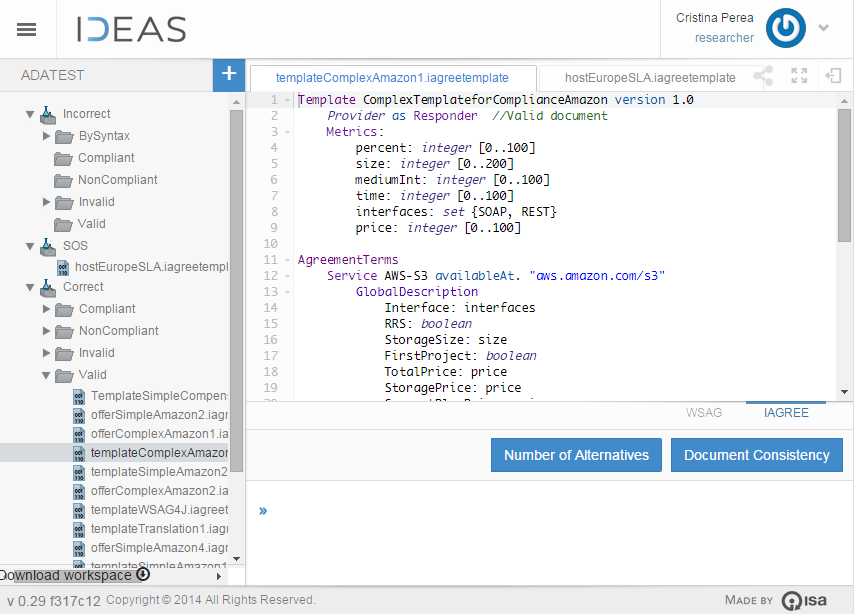 IDEAS
Cristina Perea
researcher
ADATEST
+
templateComplexAmazon1.iagreetemplate
hostEuropeSLA.iagreetemplate
Incorrect
BySyntax
Compliant
NonCompliant
Invalid
Valid
SOS
hostEuropeSLA.iagreetempl
Correct
Compliant
NonCompliant
Invalid
Valid
TemplateSimpleCompens
offerSimpleAmazon2.iagr
offerComplexAmazon1.ia
templateComplexAmazon
templateSimpleAmazon2
offerComplexAmazon2.ia
templateWSAG4J.iagreet
templateTranslation1.iagr
offerSimpleAmazon4.iagr
templateSimpleAmazon1
Download workspace
1 Template ComplexTemplateforComplianceAmazon version 1.0
2 Provider as Responder //Valid document
3 Metrics:
4 percent: integer [0..100]
5 size: integer [0..200]
6 mediumInt: integer [0..100]
7 time: integer [0..100]
8 interfaces: set {SOAP, REST}
9 price: integer [0..100]
10
11 AgreementTerms
12 Service AWS-S3 availableAt. "aws.amazon.com/s3"
13 GlobalDescription
14 Interface: interfaces
15 RRS: boolean
16 StorageSize: size
17 FirstProject: boolean
18 TotalPrice: price
19 StoragePrice: price
WSAG
IAGREE
Number of Alternatives
Document Consistency
»
v 0.29 f317c12 Copyright © 2014 All Rights Reserved.
MADE BY isa